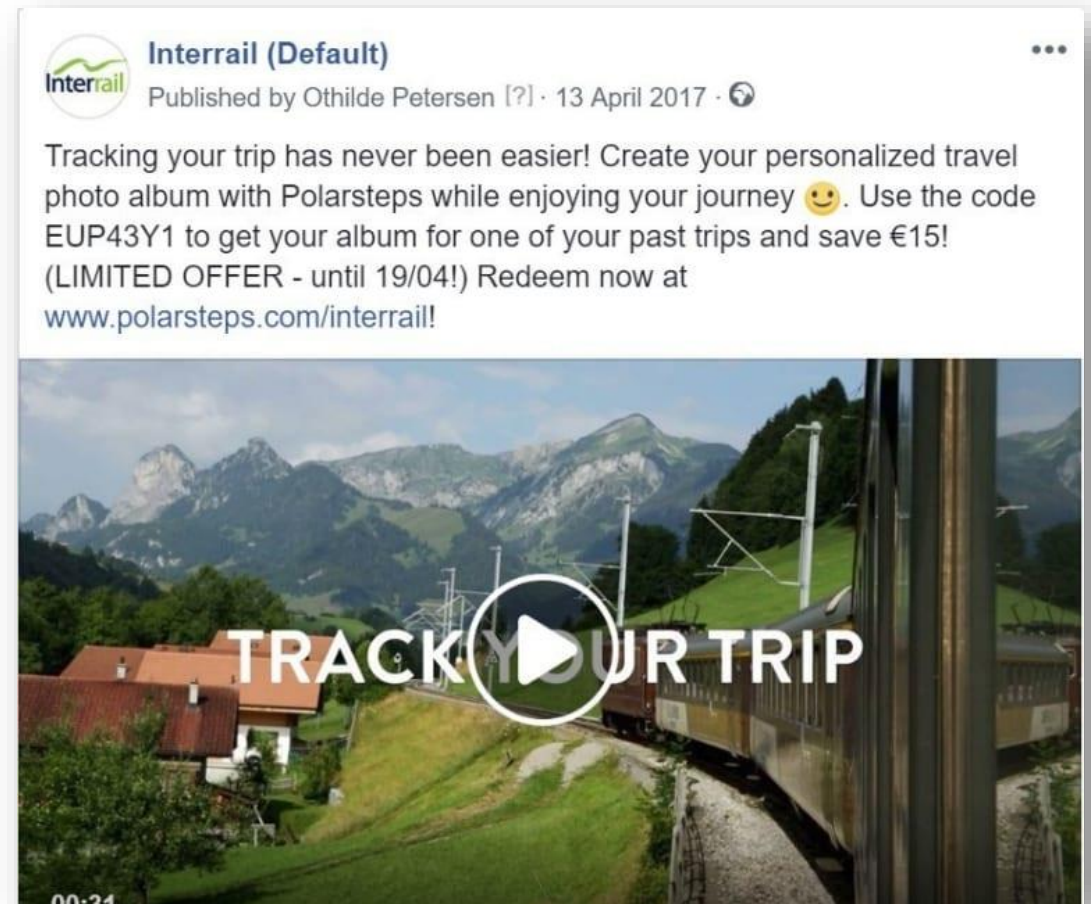 Interrail
Interrail (Default)
Published by Othilde Petersen [?] · 13 April 2017 ·
Tracking your trip has never been easier! Create your personalized travel
photo album with Polarsteps while enjoying your journey 🙂. Use the code
EUP43Y1 to get your album for one of your past trips and save €15!
(LIMITED OFFER - until 19/04!) Redeem now at
www.polarsteps.com/interrail!
TRACK YOUR TRIP
00:21